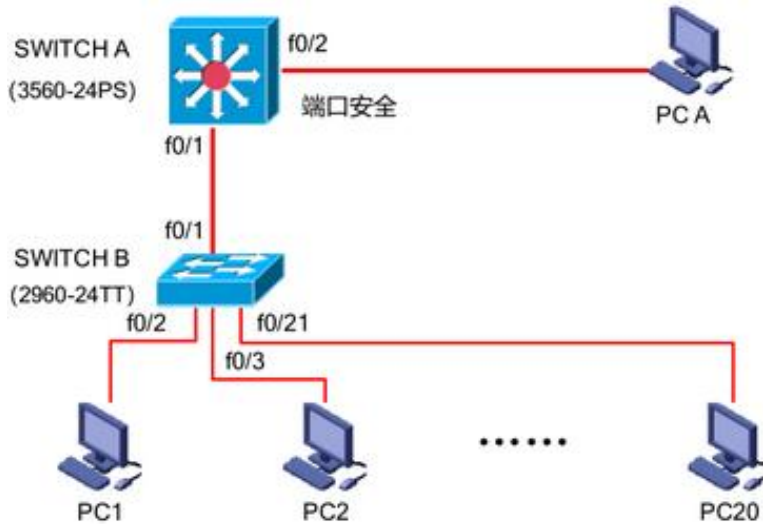 SWITCH A
(3560-24PS)
f0/2
端口安全
PC A
f0/1
f0/1
SWITCH B
(2960-24TT)
f0/2
f0/3
f0/21
PC1
PC2
......
PC20